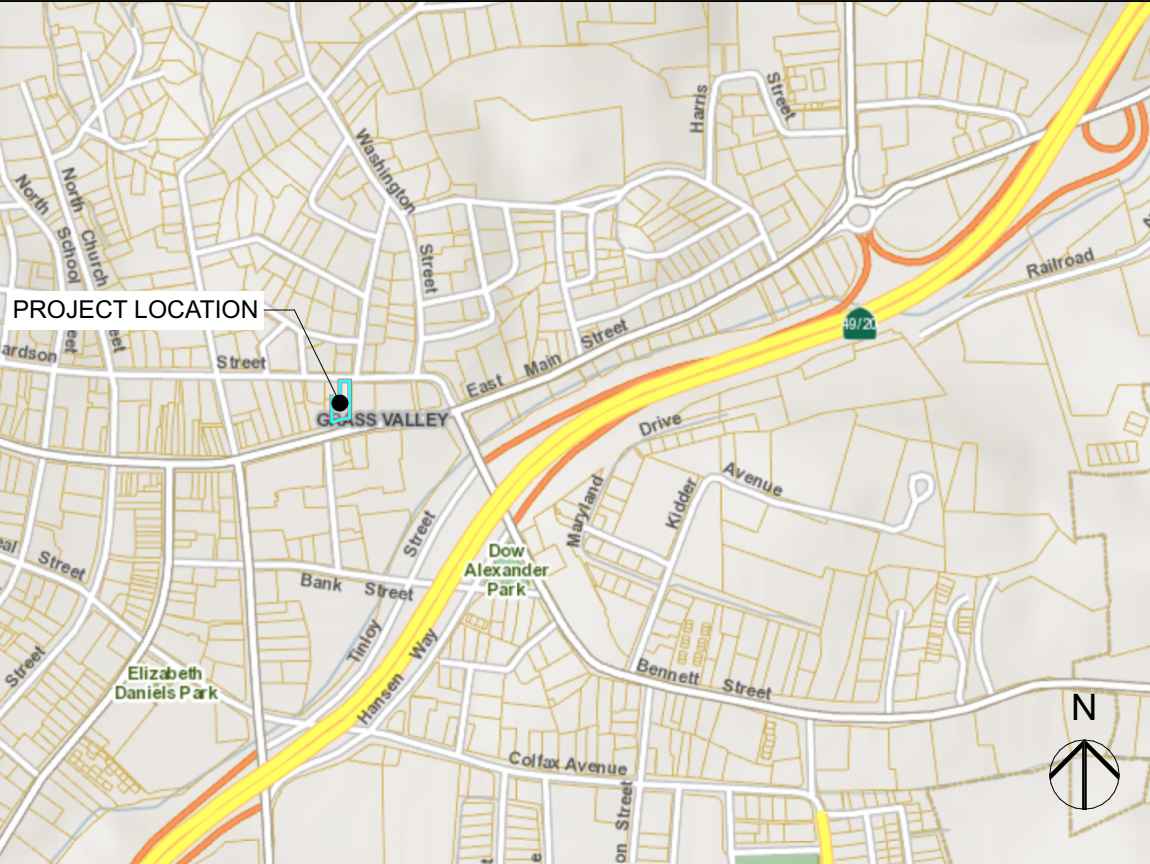 Harris
Street
Washington
Street
North
School
North
Church
Railroad
49/20
PROJECT LOCATION
Street
East Main Street
GRASS VALLEY
Drive
Maryland
Kidder
Avenue
Street
Tinloy
Bank Street
Dow
Alexander
Park
Hansen Way
Street
Street
Elizabeth
Daniels Park
Bennett Street
Colfax Avenue
Street
N